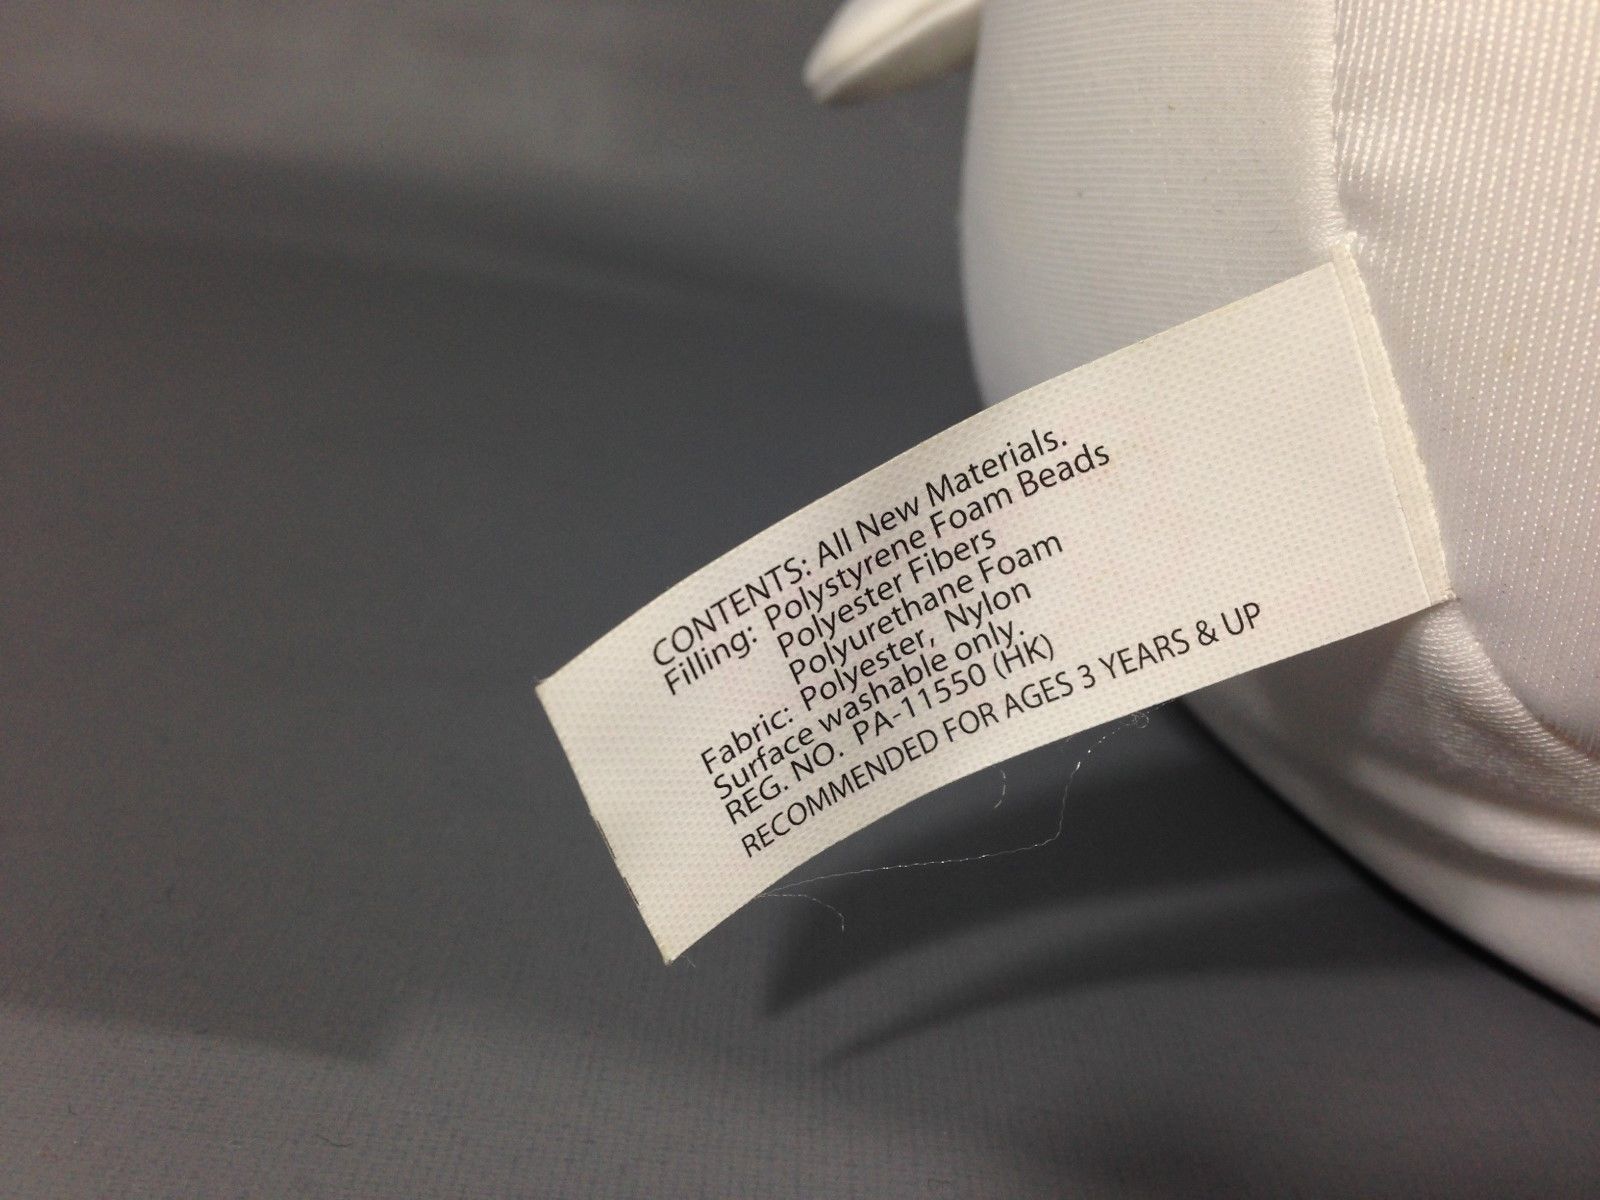 CONTENTS: All New Materials.
Filling: Polystyrene Foam Beads
Polyester Fibers
Polyurethane Foam
Fabric: Polyester, Nylon
Surface washable only.
REG. NO. PA-11550 (HK)
RECOMMENDED FOR AGES 3 YEARS & UP